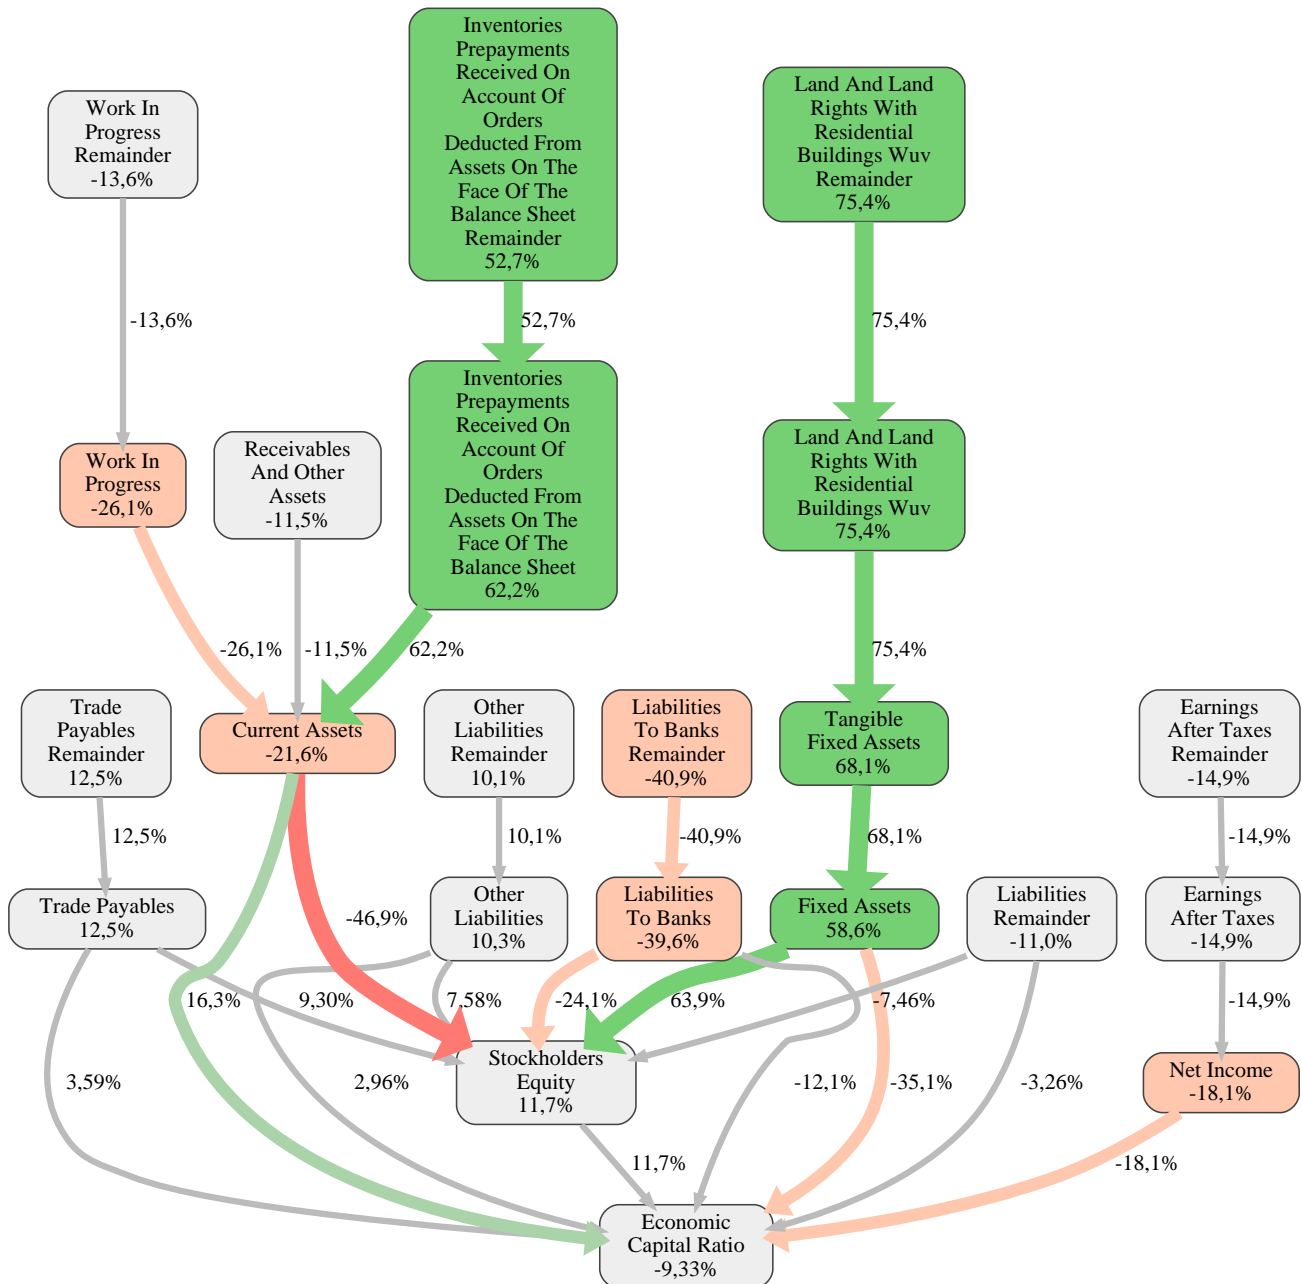 Inventories
Prepayments
Received On
Account Of
Orders
Deducted From
Assets On The
Face Of The
Balance Sheet
Remainder
52,7%
Land And Land
Rights With
Residential
Buildings Wuv
Remainder
75,4%
Work In
Progress
Remainder
-13,6%
-13,6%
52,7%
75,4%
Inventories
Prepayments
Received On
Account Of
Orders
Deducted From
Assets On The
Face Of The
Balance Sheet
62,2%
Land And Land
Rights With
Residential
Buildings Wuv
75,4%
Work In
Progress
-26,1%
Receivables
And Other
Assets
-11,5%
-26,1%
-11,5%
62,2%
75,4%
Trade
Payables
Remainder
12,5%
Current Assets
-21,6%
Other
Liabilities
Remainder
10,1%
Liabilities
To Banks
Remainder
-40,9%
Tangible
Fixed Assets
68,1%
Earnings
After Taxes
Remainder
-14,9%
12,5%
10,1%
-40,9%
68,1%
-14,9%
Trade Payables
12,5%
-46,9%
Other
Liabilities
10,3%
Liabilities
To Banks
-39,6%
Fixed Assets
58,6%
Liabilities
Remainder
-11,0%
Earnings
After Taxes
-14,9%
16,3%
9,30%
7,58%
-24,1%
63,9%
-7,46%
-14,9%
3,59%
2,96%
Stockholders
Equity
11,7%
-12,1%
-35,1%
-3,26%
Net Income
-18,1%
11,7%
-18,1%
Economic
Capital Ratio
-9,33%